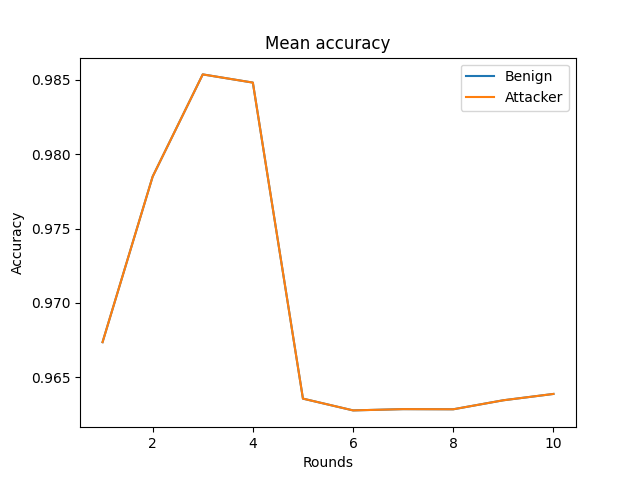 Mean accuracy
Benign
Attacker
0.985
0.980
0.975
0.970
0.965
Accuracy
2 4 6 8 10
Rounds